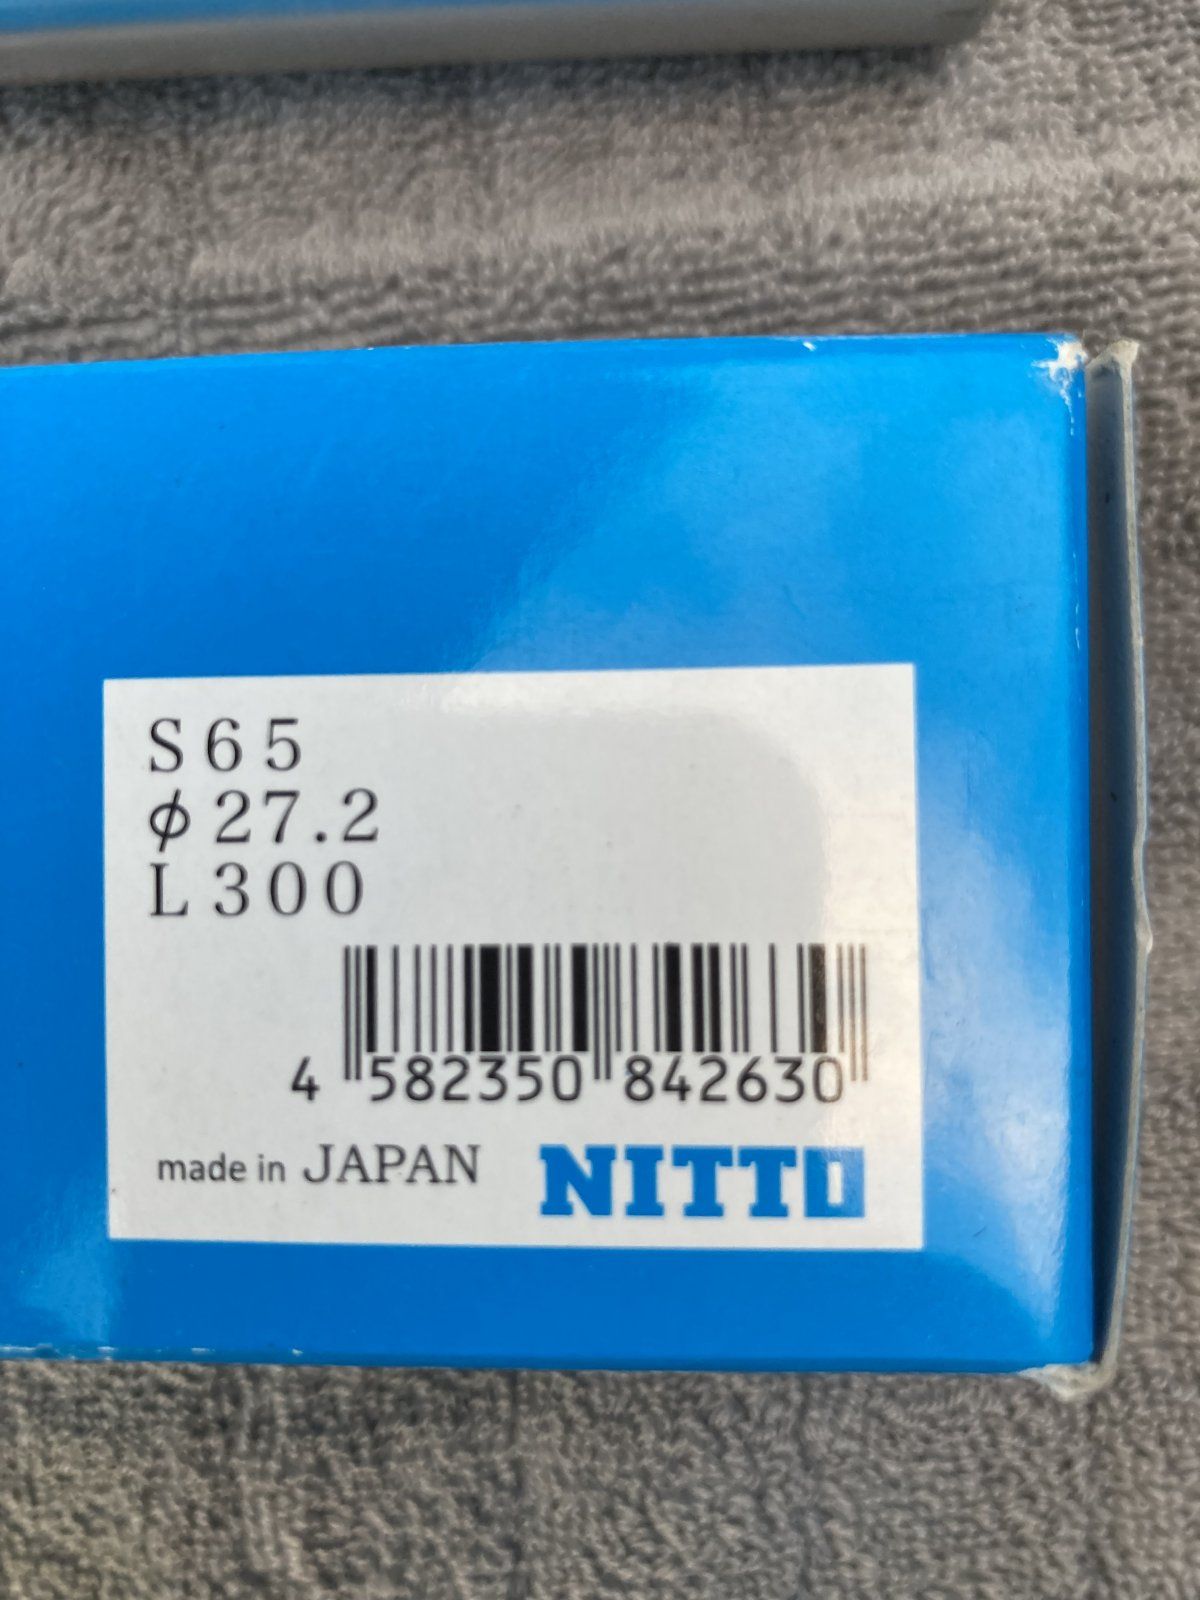 S65
φ27.2
L300
4 582350 842630
made in JAPAN NITTO